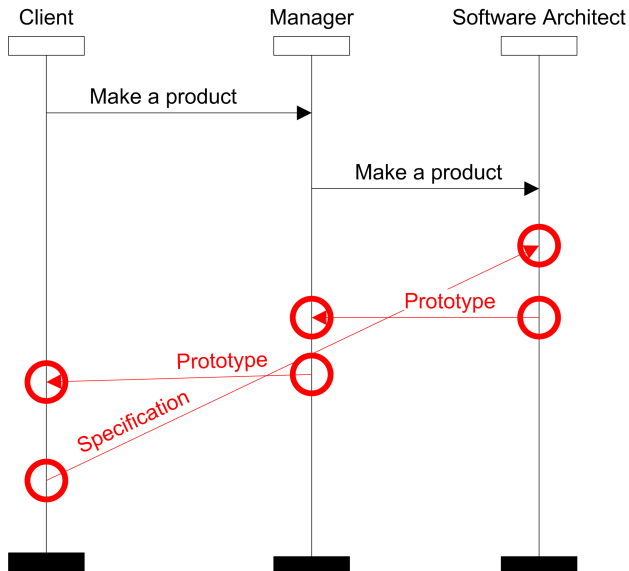 Client
Manager
Software Architect
Make a product
Make a product
Prototype
Prototype
Specification